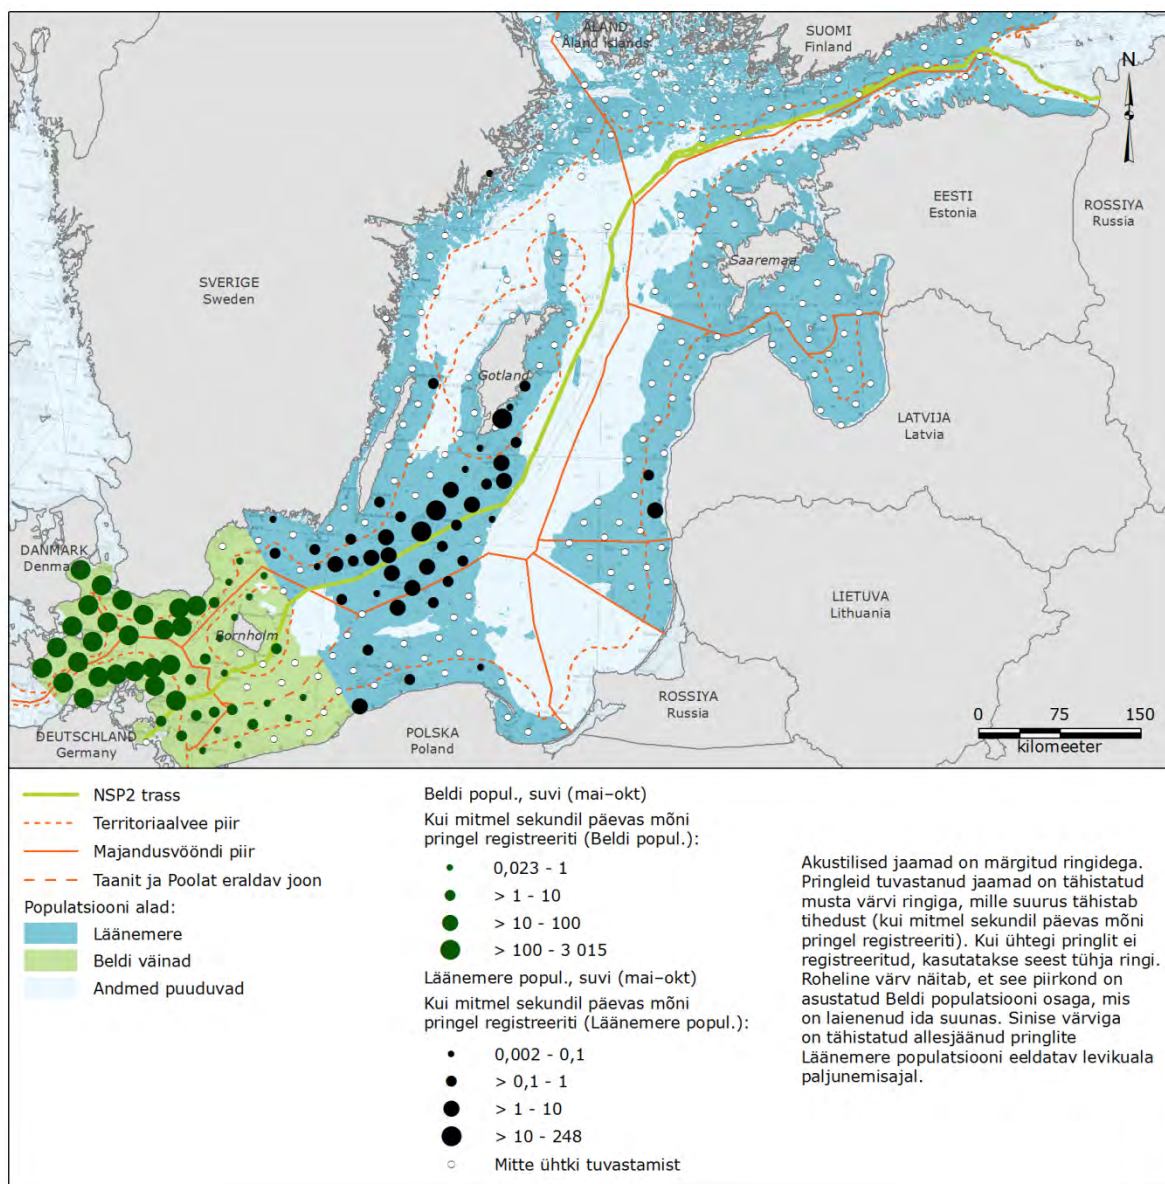 ÅLAND
Åland Islands
SUOMI
Finland
N
EESTI
Estonia
ROSSIYA
Russia
SVERIGE
Sweden
Saaremaa
Gotland
LATVIJA
Latvia
DANMARK
Denmark
LIETUVA
Lithuania
Bornholm
ROSSIYA
Russia
DEUTSCHLAND
Germany
POLSKA
Poland
0 75 150
kilomeeter
NSP2 trass
Territoriaalvee piir
Majandusvööndi piir
Taanit ja Poolat eraldav joon
Populatsiooni alad:
Läänemere
Beldi väinad
Andmed puuduvad
Beldi popul., suvi (mai–okt)
Kui mitmel sekundil päevas mõni
pringel registreeriti (Beldi popul.):
0,023 - 1
> 1 - 10
> 10 - 100
> 100 - 3 015
Läänemere popul., suvi (mai–okt)
Kui mitmel sekundil päevas mõni
pringel registreeriti (Läänemere popul.):
0,002 - 0,1
> 0,1 - 1
> 1 - 10
> 10 - 248
Mitte ühtki tuvastamist
Akustilised jaamad on märgitud ringidega.
Pringleid tuvastanud jaamad on tähistatud
musta värvi ringiga, mille suurus tähistab
tihedust (kui mitmel sekundil päevas mõni
pringel registreeriti). Kui ühtegi pringlit ei
registreeritud, kasutatakse seest tühja ringi.
Roheline värv näitab, et see piirkond on
asustatud Beldi populatsiooni osaga, mis
on laienenud ida suunas. Sinise värviga
on tähistatud allesjäänud pringlite
Läänemere populatsiooni eeldatav levikuala
paljunemisajal.